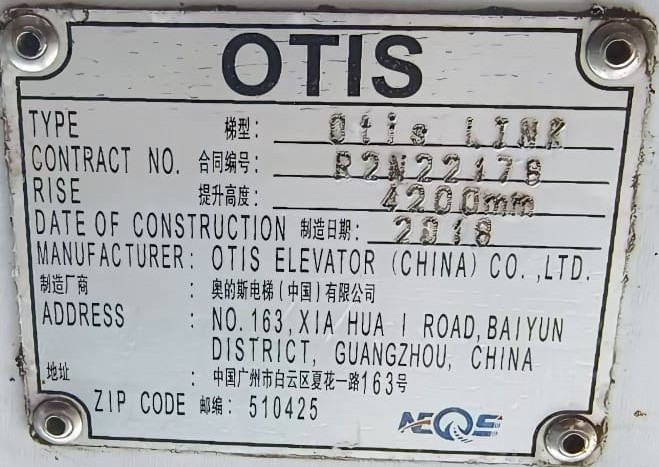 OTIS
TYPE 梯型: Otis LINK
CONTRACT NO. 合同编号: R2N22178
RISE 提升高度: 4200mm
DATE OF CONSTRUCTION 制造日期: 2018
MANUFACTURER: OTIS ELEVATOR (CHINA) CO.,LTD.
制造厂商 : 奥的斯电梯(中国)有限公司
ADDRESS : NO.163,XIA HUA I ROAD,BAIYUN
DISTRICT, GUANGZHOU, CHINA
地址 : 中国广州市白云区夏花一路163号
ZIP CODE 邮编: 510425
AEQS